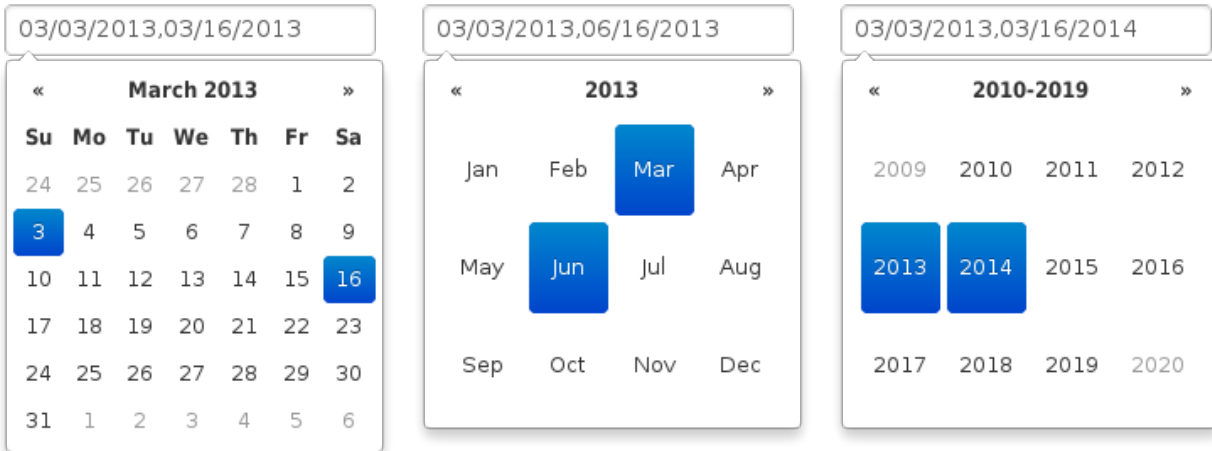 03/03/2013,03/16/2013
« March 2013 »
Su Mo Tu We Th Fr Sa
24 25 26 27 28 1 2
3 4 5 6 7 8 9
10 11 12 13 14 15 16
17 18 19 20 21 22 23
24 25 26 27 28 29 30
31 1 2 3 4 5 6
03/03/2013,06/16/2013
« 2013 »
Jan Feb Mar Apr
May Jun Jul Aug
Sep Oct Nov Dec
03/03/2013,03/16/2014
« 2010-2019 »
2009 2010 2011 2012
2013 2014 2015 2016
2017 2018 2019 2020